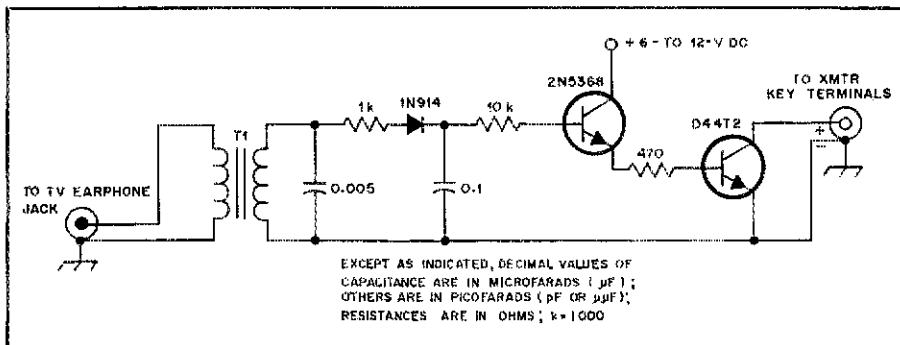 + 6- TO 12-V DC
2N5368
TO XMTR
KEY TERMINALS
1k
1N914
10k
D44T2
T1
+
-
470
TO TV EARPHONE
JACK
0.005
0.1
EXCEPT AS INDICATED, DECIMAL VALUES OF
CAPACITANCE ARE IN MICROFARADS ( µF ) ;
OTHERS ARE IN PICOFARADS ( pF OR µµF);
RESISTANCES ARE IN OHMS; k=1000